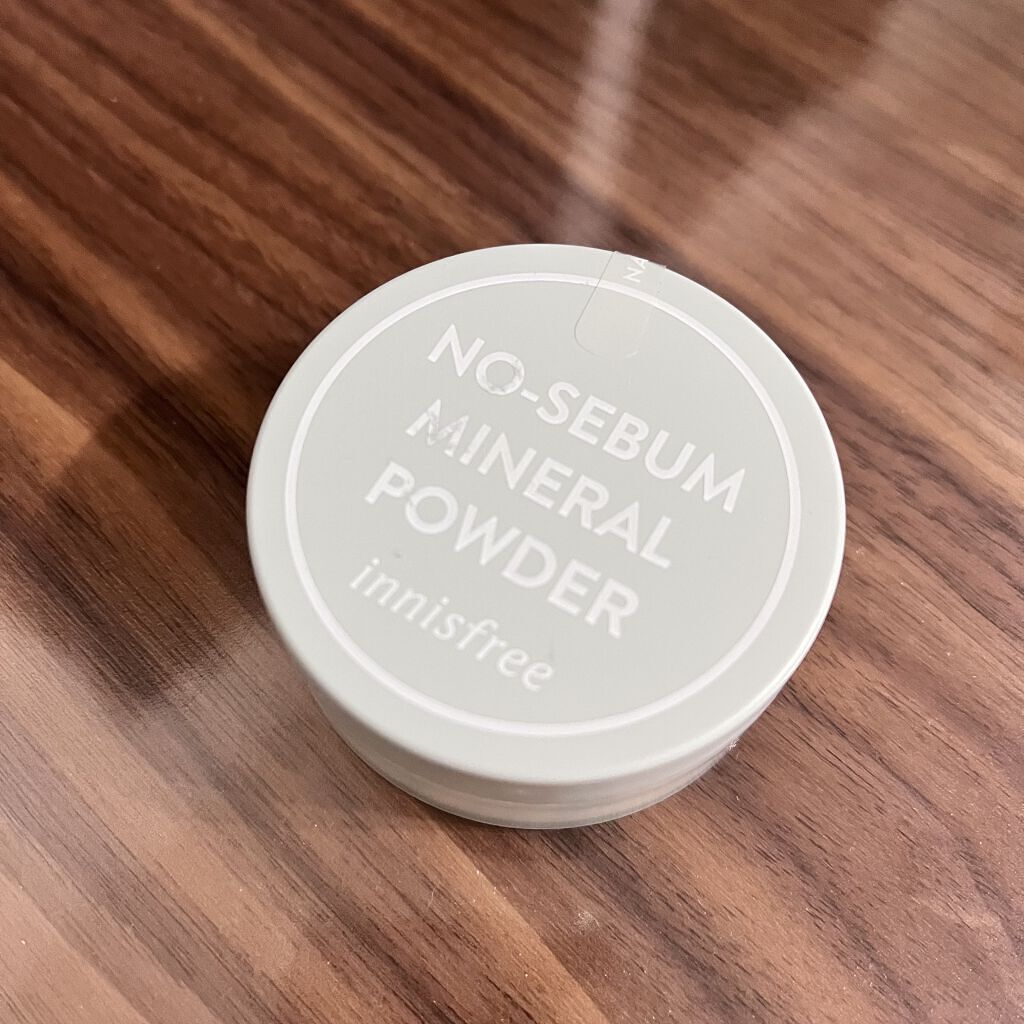 NO-SEBUM
MINERAL
POWDER
innisfree